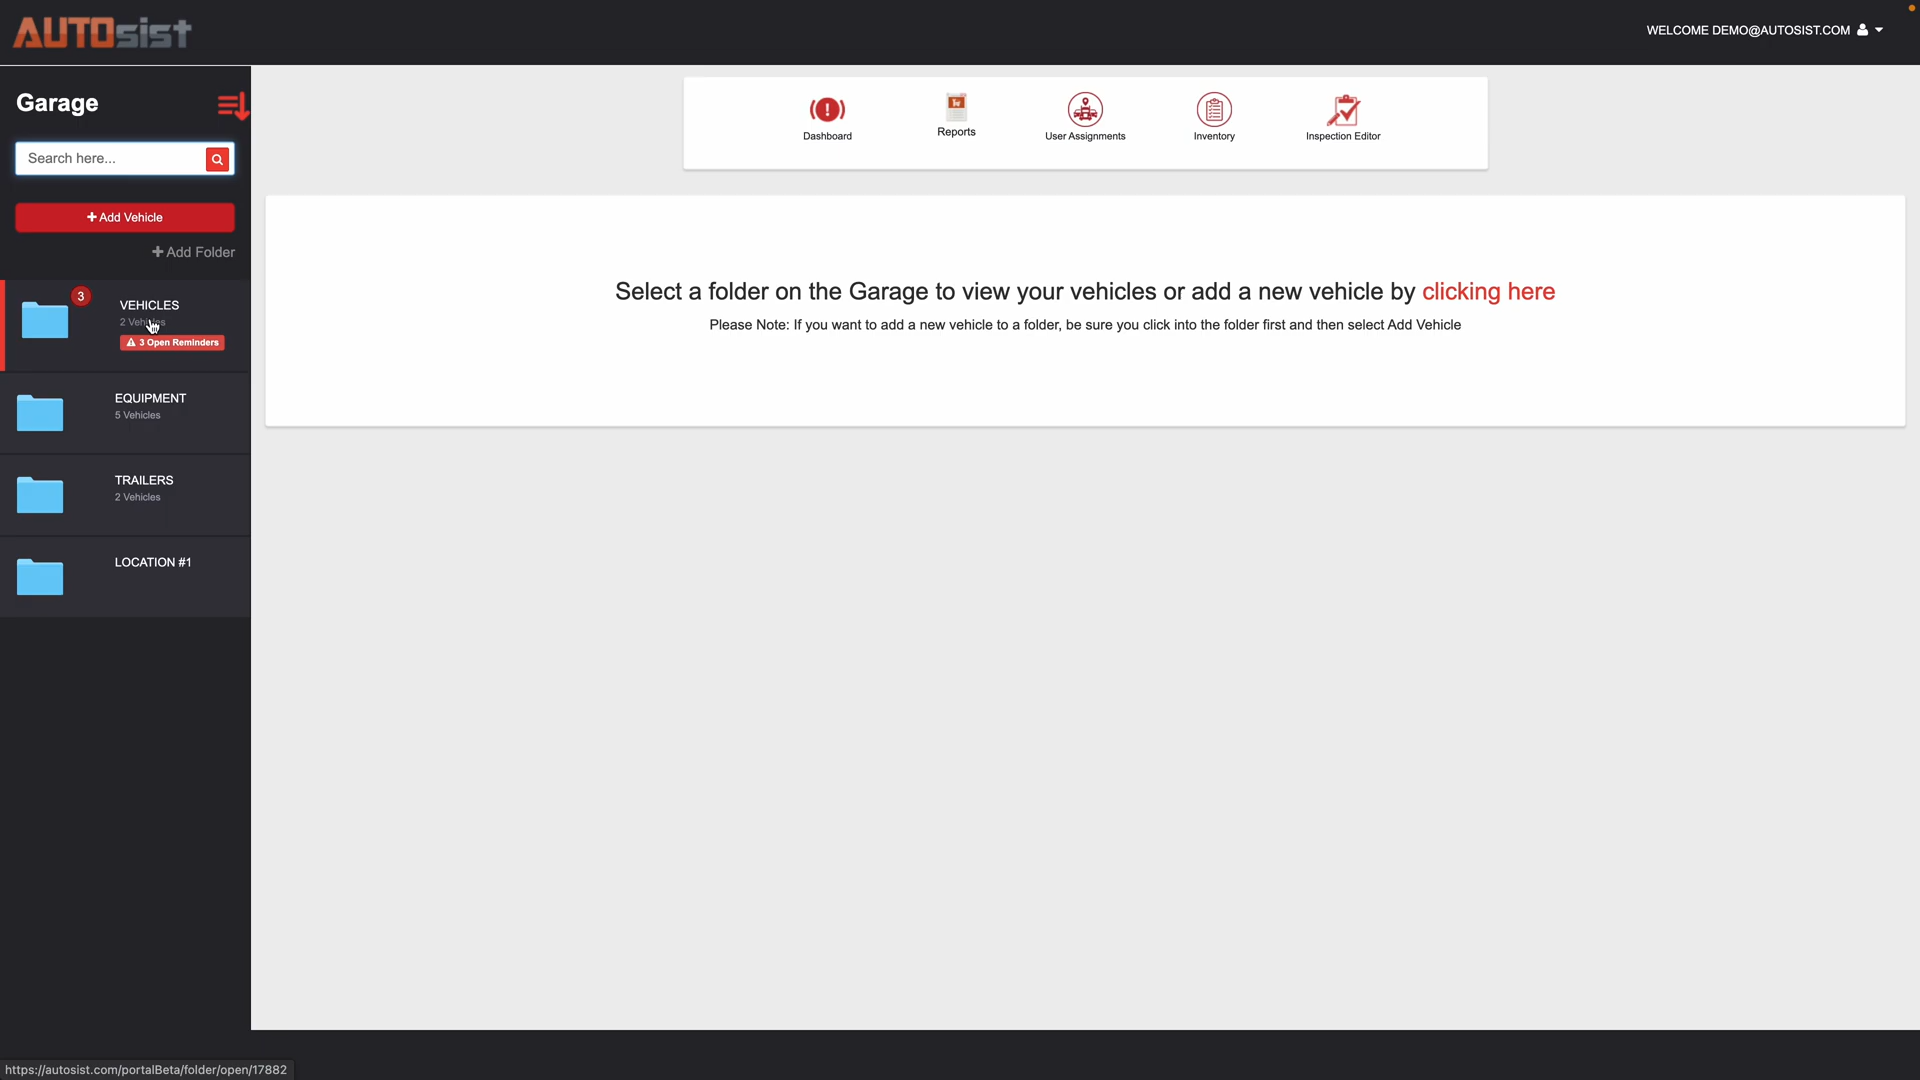 AUTOsist
WELCOME DEMO@AUTOSIST.COM
Garage
Search here...
+ Add Vehicle
+ Add Folder
3
VEHICLES
2 Vehicles
3 Open Reminders
EQUIPMENT
5 Vehicles
TRAILERS
2 Vehicles
LOCATION #1
Dashboard
Reports
User Assignments
Inventory
Inspection Editor
Select a folder on the Garage to view your vehicles or add a new vehicle by clicking here
Please Note: If you want to add a new vehicle to a folder, be sure you click into the folder first and then select Add Vehicle
https://autosist.com/portalBeta/folder/open/17882